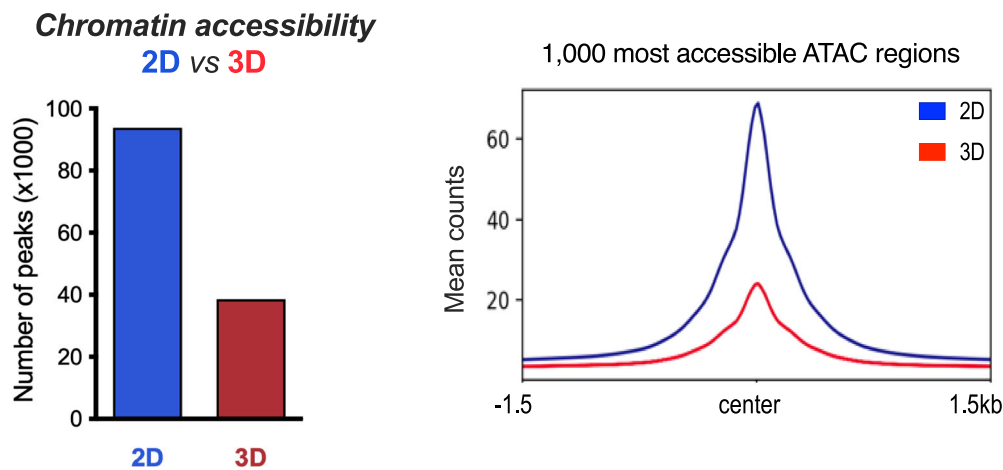 Chromatin accessibility
2D vs 3D
Number of peaks (x1000)
100
80
60
40
20
0
2D
3D
1,000 most accessible ATAC regions
Mean counts
60
40
20
2D
3D
-1.5
center
1.5kb